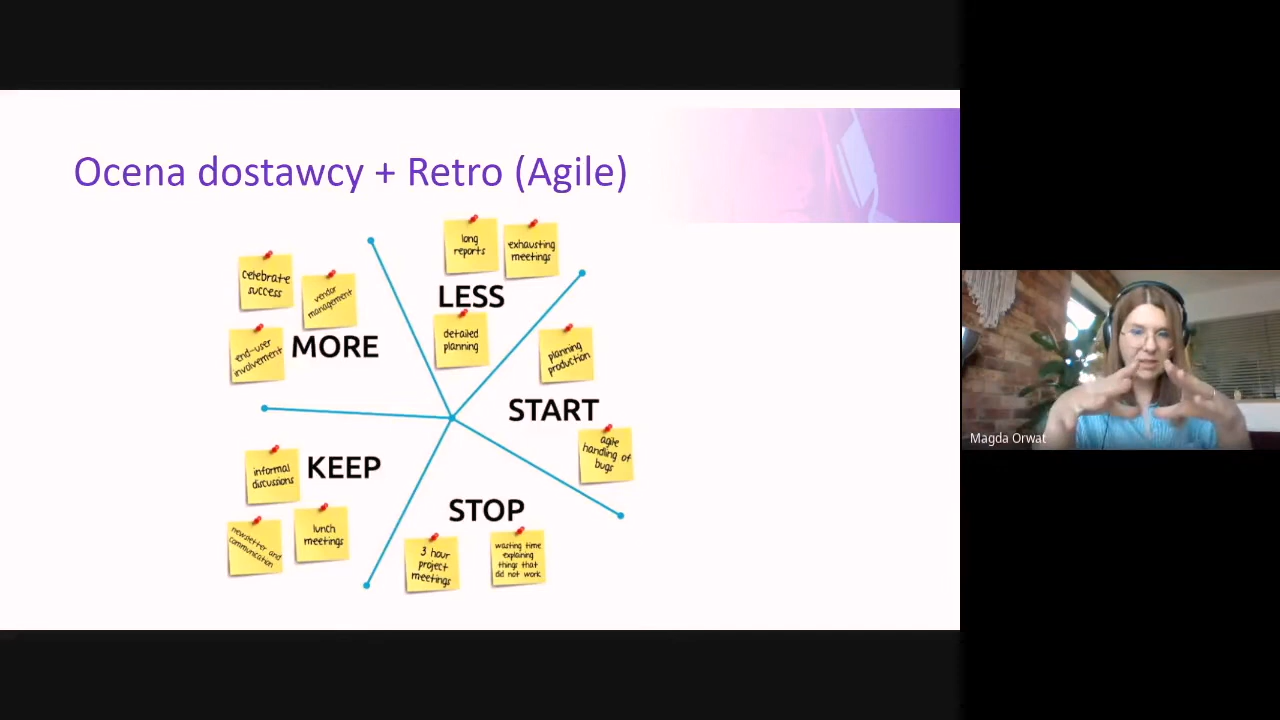 Ocena dostawcy + Retro (Agile)
long
reports
exhausting
meetings
LESS
detailed
planning
celebrate
success
vendor
management
end-user
involvement
MORE
planning
production
START
agile
handling of
bugs
informal
discussions
KEEP
newsletter and
communication
lunch
meetings
STOP
3 hour
project
meetings
wasting time
explaining
things that
did not work
Magda Orwat